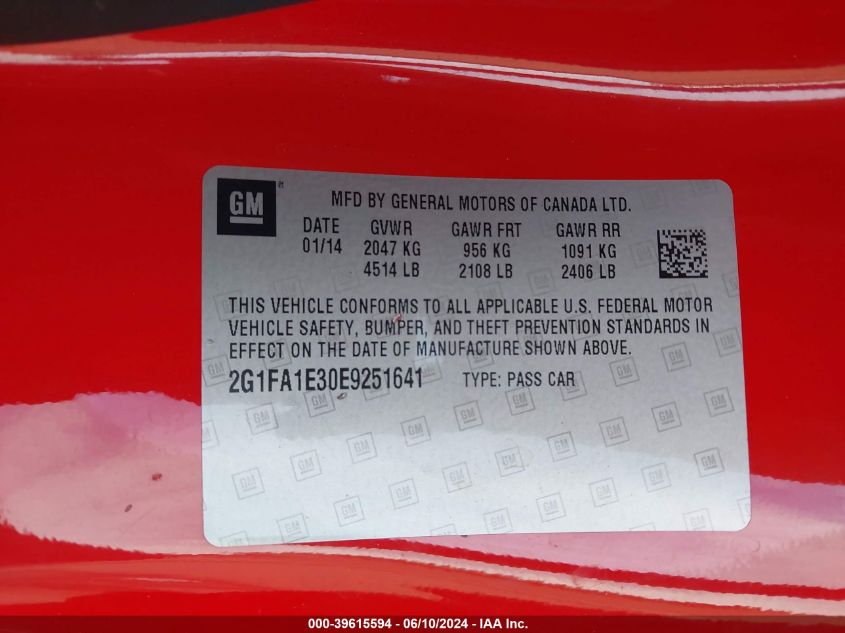 GM
MFD BY GENERAL MOTORS OF CANADA LTD.
DATE GVWR GAWR FRT GAWR RR
01/14 2047 KG 956 KG 1091 KG
4514 LB 2108 LB 2406 LB
THIS VEHICLE CONFORMS TO ALL APPLICABLE U.S. FEDERAL MOTOR
VEHICLE SAFETY, BUMPER, AND THEFT PREVENTION STANDARDS IN
EFFECT ON THE DATE OF MANUFACTURE SHOWN ABOVE.
2G1FA1E30E9251641 TYPE: PASS CAR
000-39615594 - 06/10/2024 - IAA Inc.